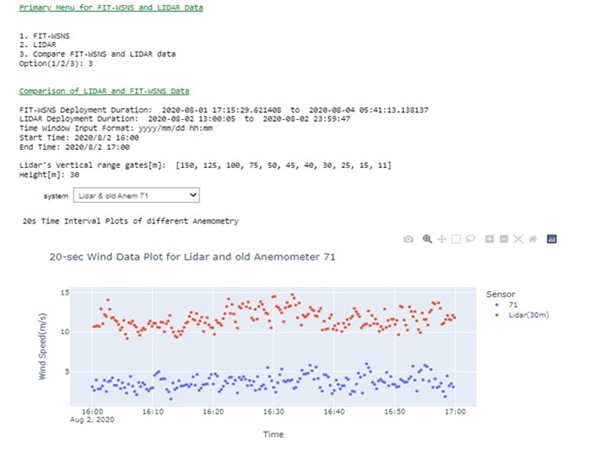 Primary Menu for FIT-WSNS and LIDAR Data
1. FIT-WSNS
2. LIDAR
3. Compare FIT-WSNS and LIDAR data
Option(1/2/3): 3
Comparison of LIDAR and FIT-WSNS Data
FIT-WSNS Deployment Duration: 2020-08-01 17:15:29.621408 to 2020-08-04 05:41:13.138137
LIDAR Deployment Duration: 2020-08-02 13:00:05 to 2020-08-02 23:59:47
Time Window Input Format: yyyy/mm/dd hh:mm
Start Time: 2020/8/2 16:00
End Time: 2020/8/2 17:00
Lidar's Vertical range gates[m]: [150, 125, 100, 75, 50, 45, 40, 30, 25, 15, 11]
Height[m]: 30
system Lidar & old Anem 71
20s Time Interval Plots of different Anemometry
20-sec Wind Data Plot for Lidar and old Anemometer 71
Sensor
71
Lidar(30m)
15
10
5
Wind Speed(m/s)
16:00 16:10 16:20 16:30 16:40 16:50 17:00
Aug 2, 2020
Time